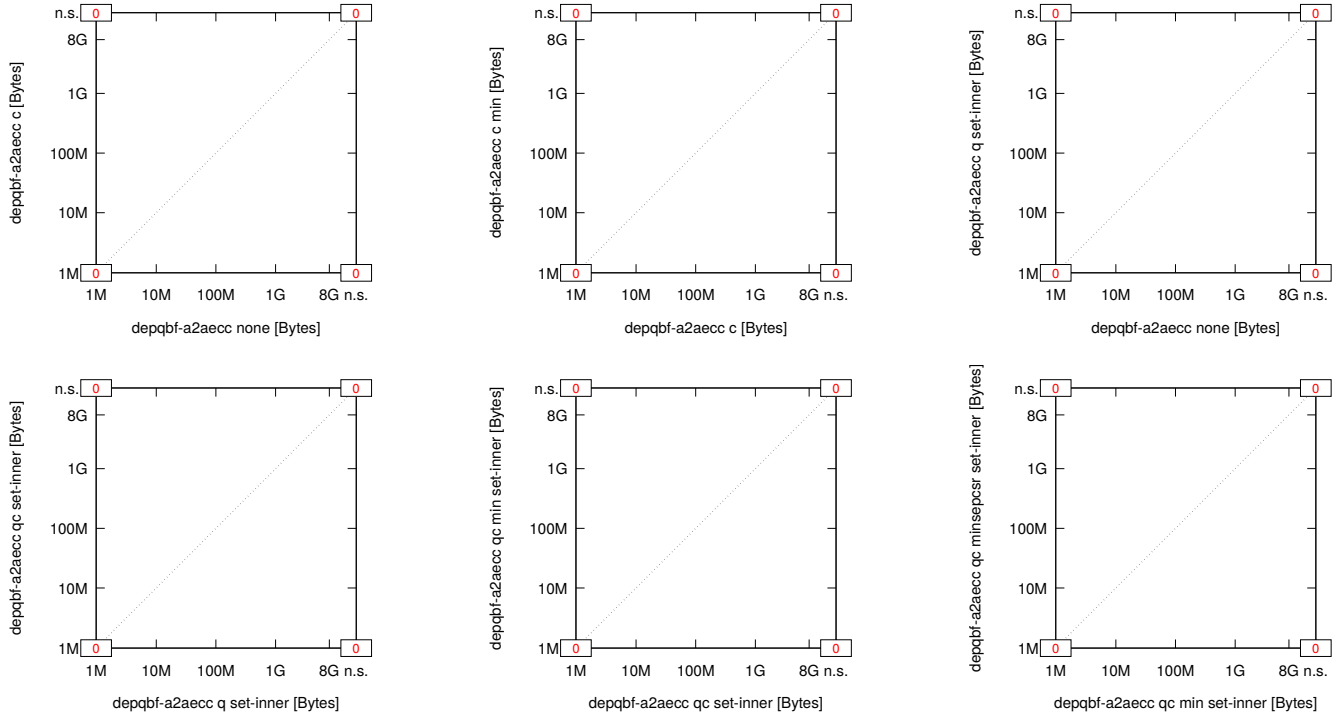 n.s.
0
0
8G
1G
100M
10M
1M
0
0
1M
10M
100M
1G
8G n.s.
depqbf-a2aecc c [Bytes]
depqbf-a2aecc none [Bytes]
n.s.
0
0
8G
1G
100M
10M
1M
0
0
1M
10M
100M
1G
8G n.s.
depqbf-a2aecc c min [Bytes]
depqbf-a2aecc c [Bytes]
n.s.
0
0
8G
1G
100M
10M
1M
0
0
1M
10M
100M
1G
8G n.s.
depqbf-a2aecc q set-inner [Bytes]
depqbf-a2aecc none [Bytes]
n.s.
0
0
8G
1G
100M
10M
1M
0
0
1M
10M
100M
1G
8G n.s.
depqbf-a2aecc qc set-inner [Bytes]
depqbf-a2aecc q set-inner [Bytes]
n.s.
0
0
8G
1G
100M
10M
1M
0
0
1M
10M
100M
1G
8G n.s.
depqbf-a2aecc qc min set-inner [Bytes]
depqbf-a2aecc qc set-inner [Bytes]
n.s.
0
0
8G
1G
100M
10M
1M
0
0
1M
10M
100M
1G
8G n.s.
depqbf-a2aecc qc minsepcsr set-inner [Bytes]
depqbf-a2aecc qc min set-inner [Bytes]